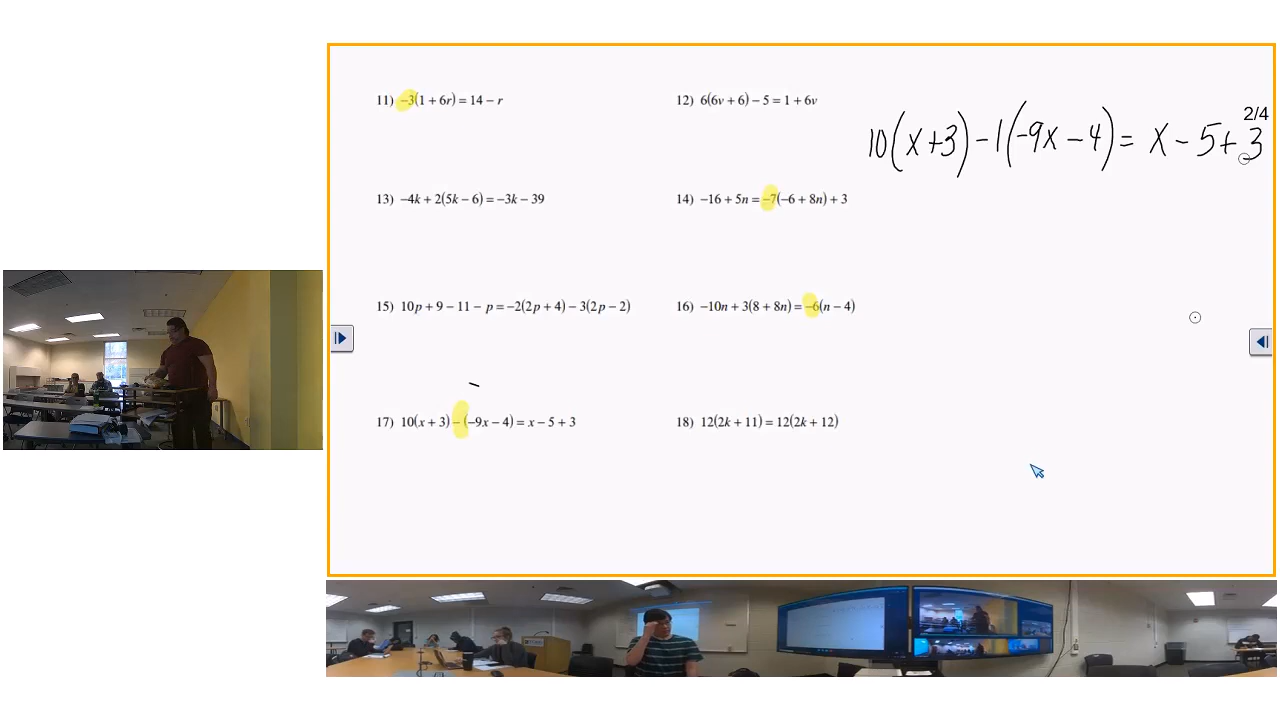 11) −3(1 + 6r) = 14 − r
12) 6(6v + 6) − 5 = 1 + 6v
2/4
10(x+3) −1(−9x − 4) = x − 5 + 3
13) −4k + 2(5k − 6) = −3k − 39
14) −16 + 5n = −7(−6 + 8n) + 3
15) 10p + 9 − 11 − p = −2(2p + 4) − 3(2p − 2)
16) −10n + 3(8 + 8n) = −6(n − 4)
17) 10(x + 3) − (−9x − 4) = x − 5 + 3
18) 12(2k + 11) = 12(2k + 12)